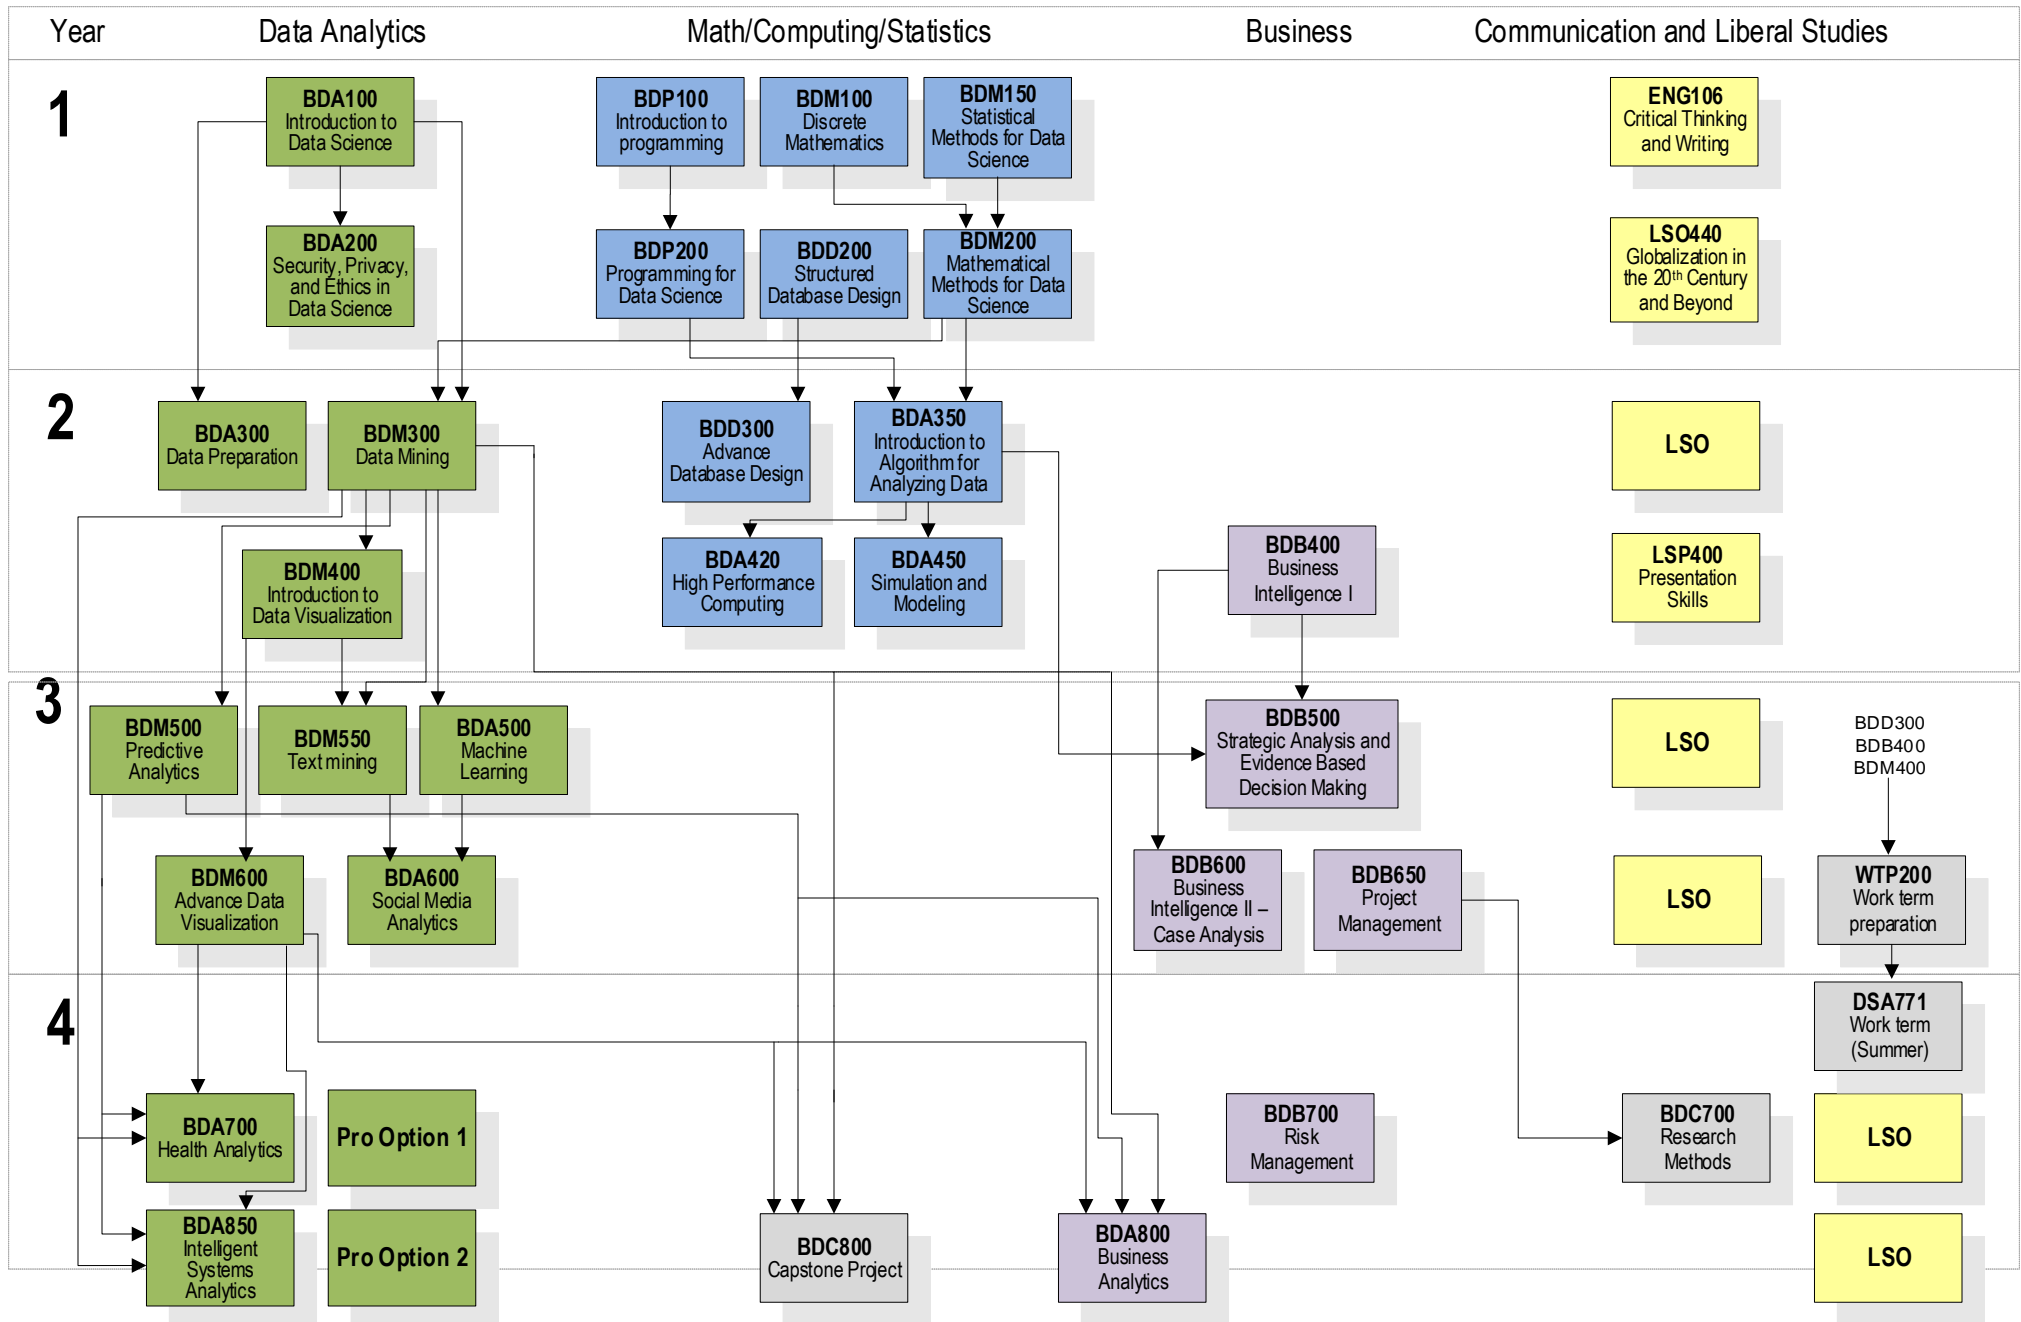 Year
Data Analytics
Math/Computing/Statistics
Business
Communication and Liberal Studies
1
BDA100
Introduction to
Data Science
BDP100
Introduction to
programming
BDM100
Discrete
Mathematics
BDM150
Statistical
Methods for Data
Science
ENG106
Critical Thinking
and Writing
BDA200
Security, Privacy,
and Ethics in
Data Science
BDP200
Programming for
Data Science
BDD200
Structured
Database Design
BDM200
Mathematical
Methods for Data
Science
LSO440
Globalization in
the 20th Century
and Beyond
2
BDA300
Data Preparation
BDM300
Data Mining
BDD300
Advance
Database Design
BDA350
Introduction to
Algorithm for
Analyzing Data
LSO
BDM400
Introduction to
Data Visualization
BDA420
High Performance
Computing
BDA450
Simulation and
Modeling
BDB400
Business
Intelligence I
LSP400
Presentation
Skills
3
BDM500
Predictive
Analytics
BDM550
Text mining
BDA500
Machine
Learning
BDB500
Strategic Analysis and
Evidence Based
Decision Making
LSO
BDD300
BDB400
BDM400
BDM600
Advance Data
Visualization
BDA600
Social Media
Analytics
BDB600
Business
Intelligence II –
Case Analysis
BDB650
Project
Management
LSO
WTP200
Work term
preparation
4
DSA771
Work term
(Summer)
BDA700
Health Analytics
Pro Option 1
BDB700
Risk
Management
BDC700
Research
Methods
LSO
BDA850
Intelligent
Systems
Analytics
Pro Option 2
BDC800
Capstone Project
BDA800
Business
Analytics
LSO